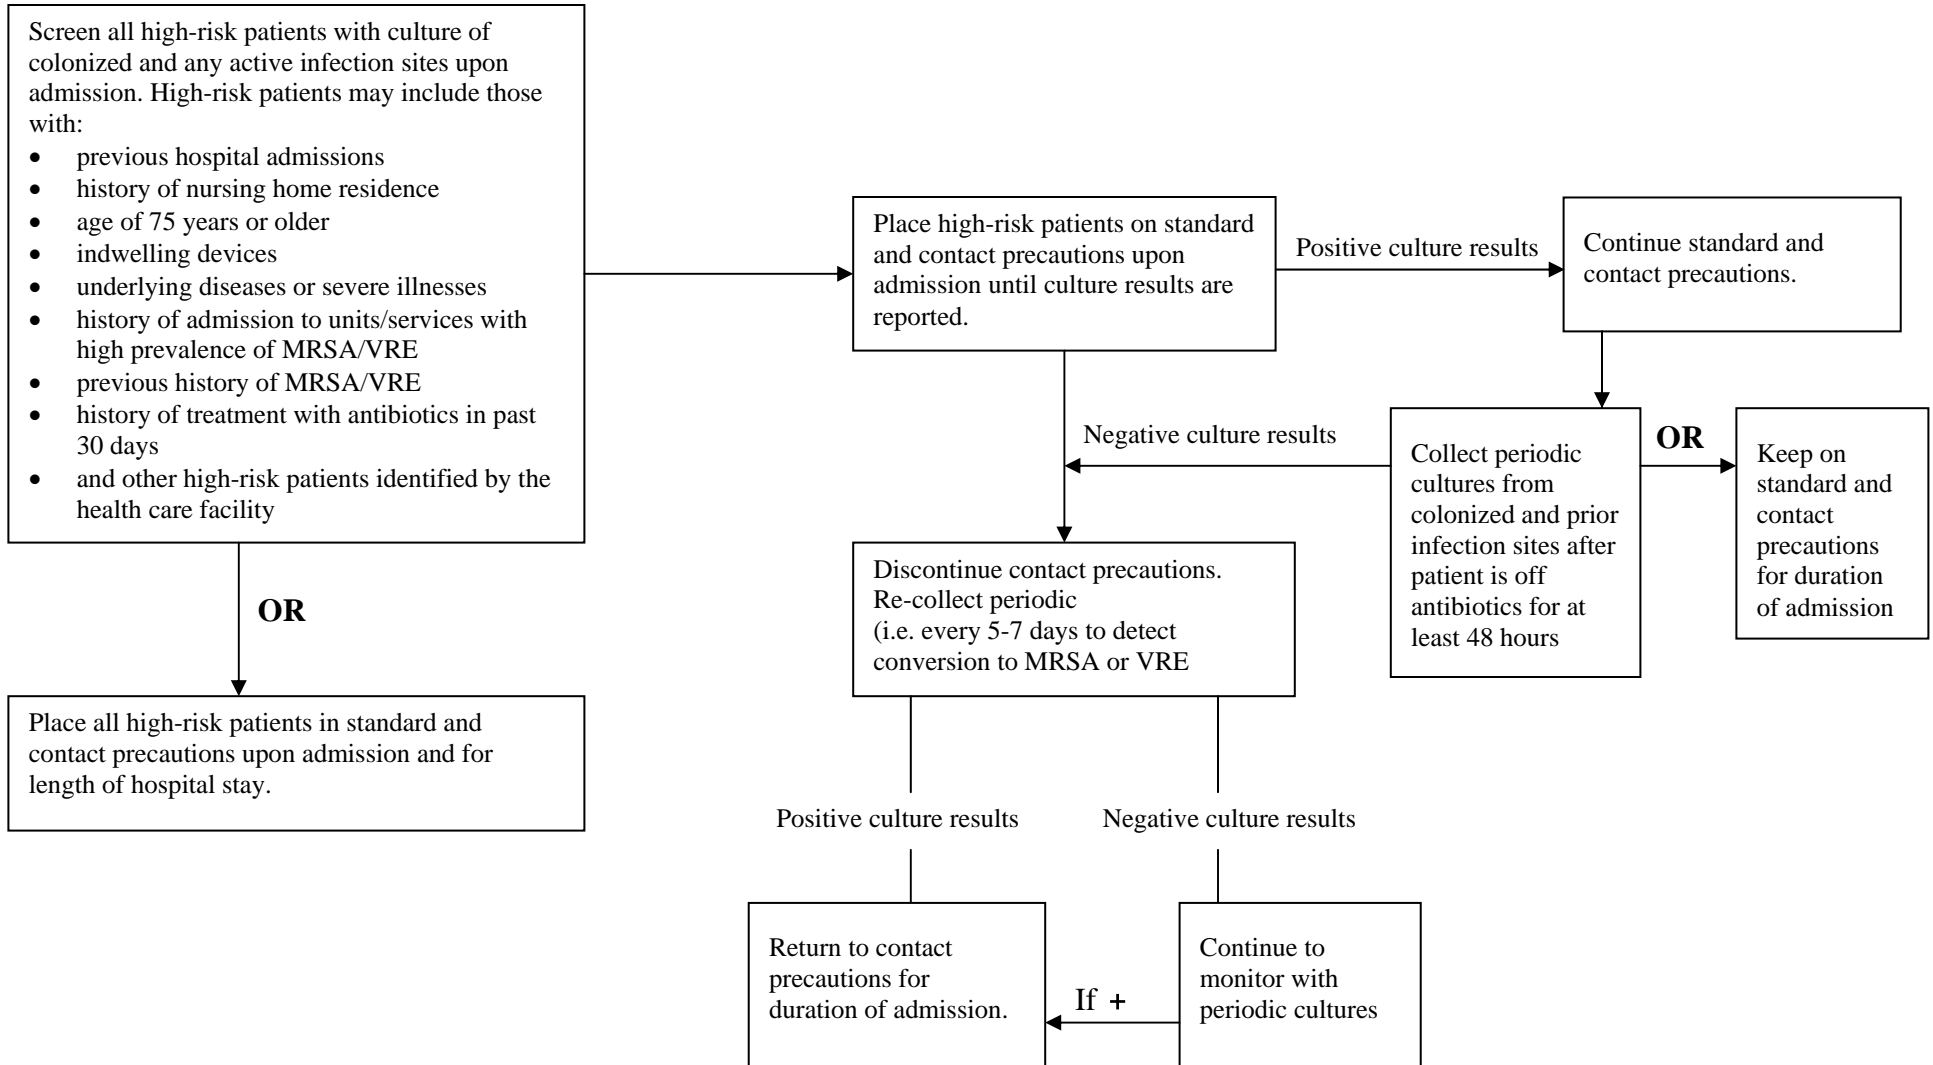 Screen all high-risk patients with culture of
colonized and any active infection sites upon
admission. High-risk patients may include those
with:
• previous hospital admissions
• history of nursing home residence
• age of 75 years or older
• indwelling devices
• underlying diseases or severe illnesses
• history of admission to units/services with
high prevalence of MRSA/VRE
• previous history of MRSA/VRE
• history of treatment with antibiotics in past
30 days
• and other high-risk patients identified by the
health care facility
OR
Place all high-risk patients in standard and
contact precautions upon admission and for
length of hospital stay.
Place high-risk patients on standard
and contact precautions upon
admission until culture results are
reported.
Positive culture results
Continue standard and
contact precautions.
Negative culture results
Collect periodic
cultures from
colonized and prior
infection sites after
patient is off
antibiotics for at
least 48 hours
OR
Keep on
standard and
contact
precautions
for duration
of admission
Discontinue contact precautions.
Re-collect periodic
(i.e. every 5-7 days to detect
conversion to MRSA or VRE
Positive culture results
Negative culture results
Return to contact
precautions for
duration of admission.
If +
Continue to
monitor with
periodic cultures